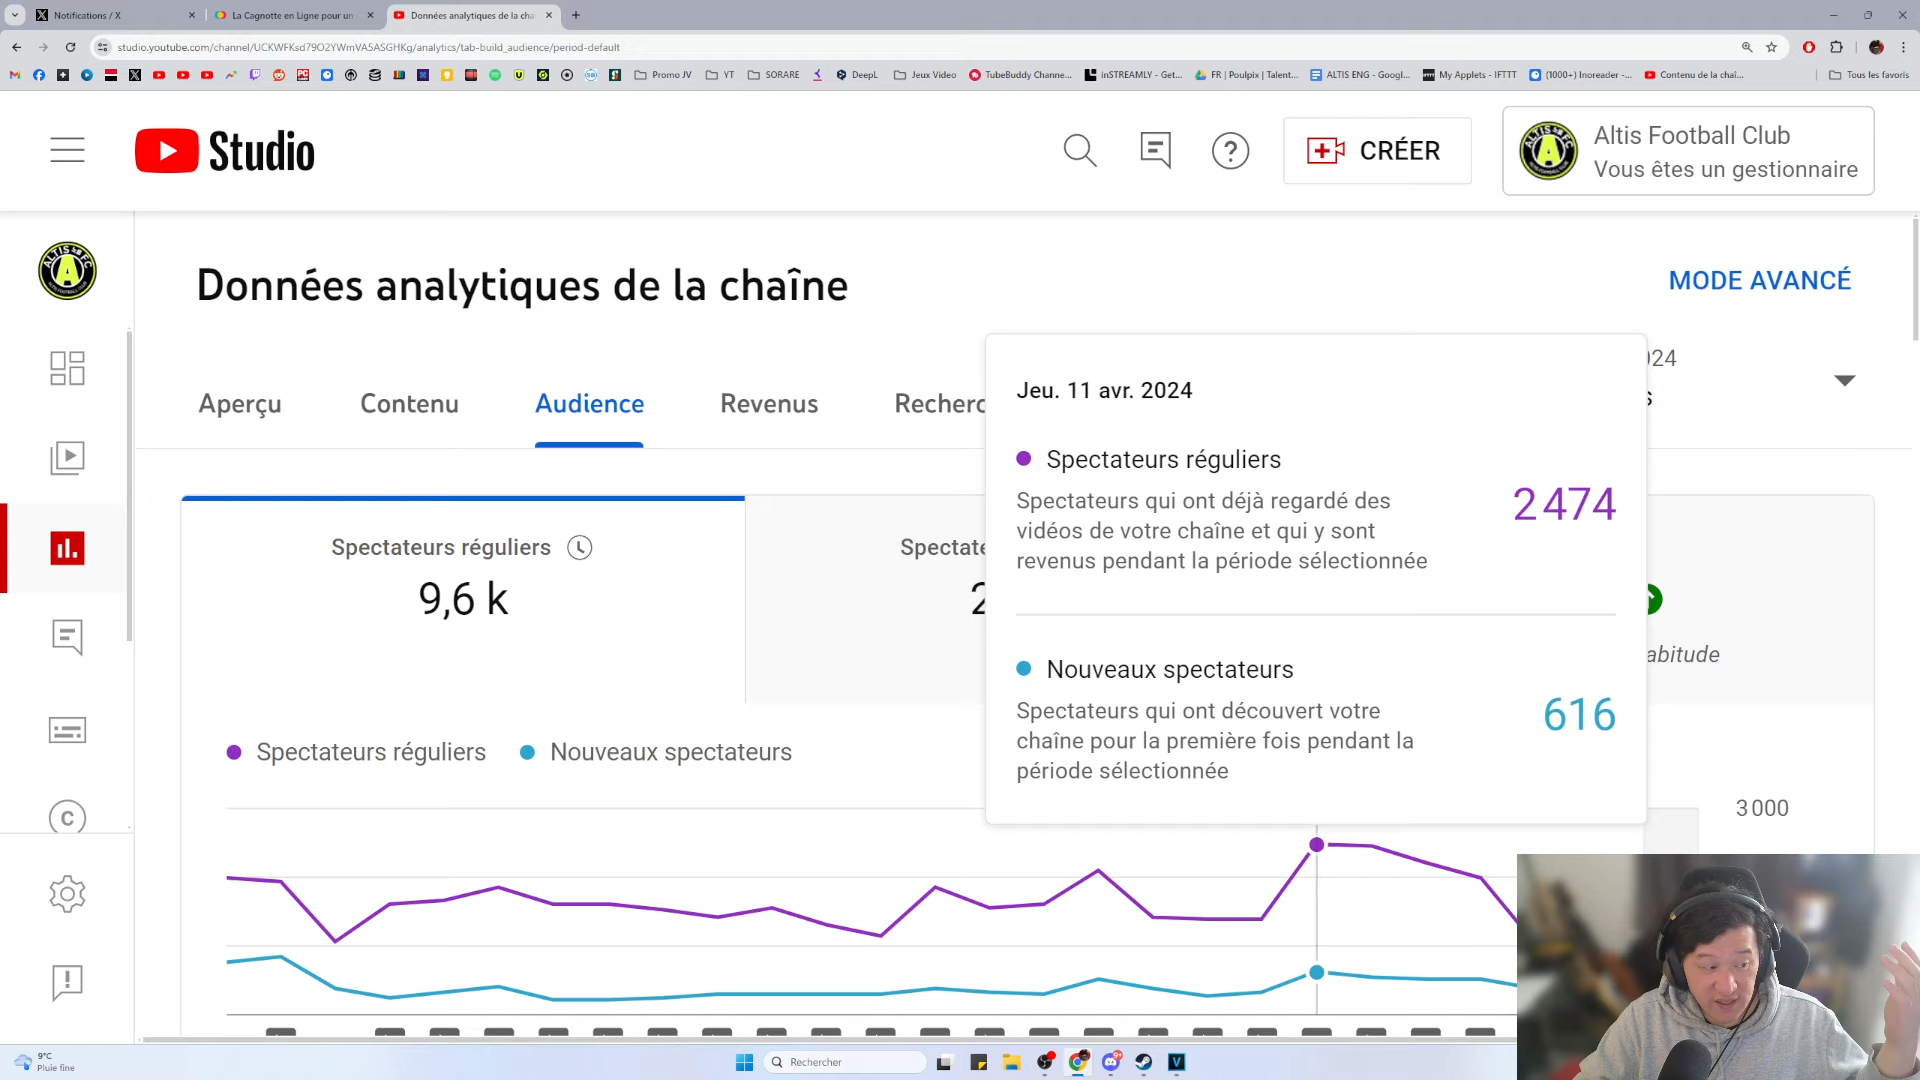 Notifications / X
La Cagnotte en Ligne pour un
Données analytiques de la cha
studio.youtube.com/channel/UCKWFKsd79O2YWmVA5ASGHKg/analytics/tab-build_audience/period-default
Promo JV
YT
SORARE
DeepL
Jeux Video
TubeBuddy Channe...
inSTREAMLY - Get...
FR | Poulpix | Talent...
ALTIS ENG - Googl...
My Applets - IFTTT
(1000+) Inoreader -...
Contenu de la chaî...
Tous les favoris
Studio
CRÉER
Altis Football Club
Vous êtes un gestionnaire
Données analytiques de la chaîne
MODE AVANCÉ
Aperçu
Contenu
Audience
Revenus
Recherc
024
s
Jeu. 11 avr. 2024
Spectateurs réguliers
Spectateurs qui ont déjà regardé des
vidéos de votre chaîne et qui y sont
revenus pendant la période sélectionnée
2 474
Nouveaux spectateurs
Spectateurs qui ont découvert votre
chaîne pour la première fois pendant la
période sélectionnée
616
Spectateurs réguliers
9,6 k
Spectate
2
abitude
Spectateurs réguliers
Nouveaux spectateurs
3 000
9°C
Pluie fine
Rechercher